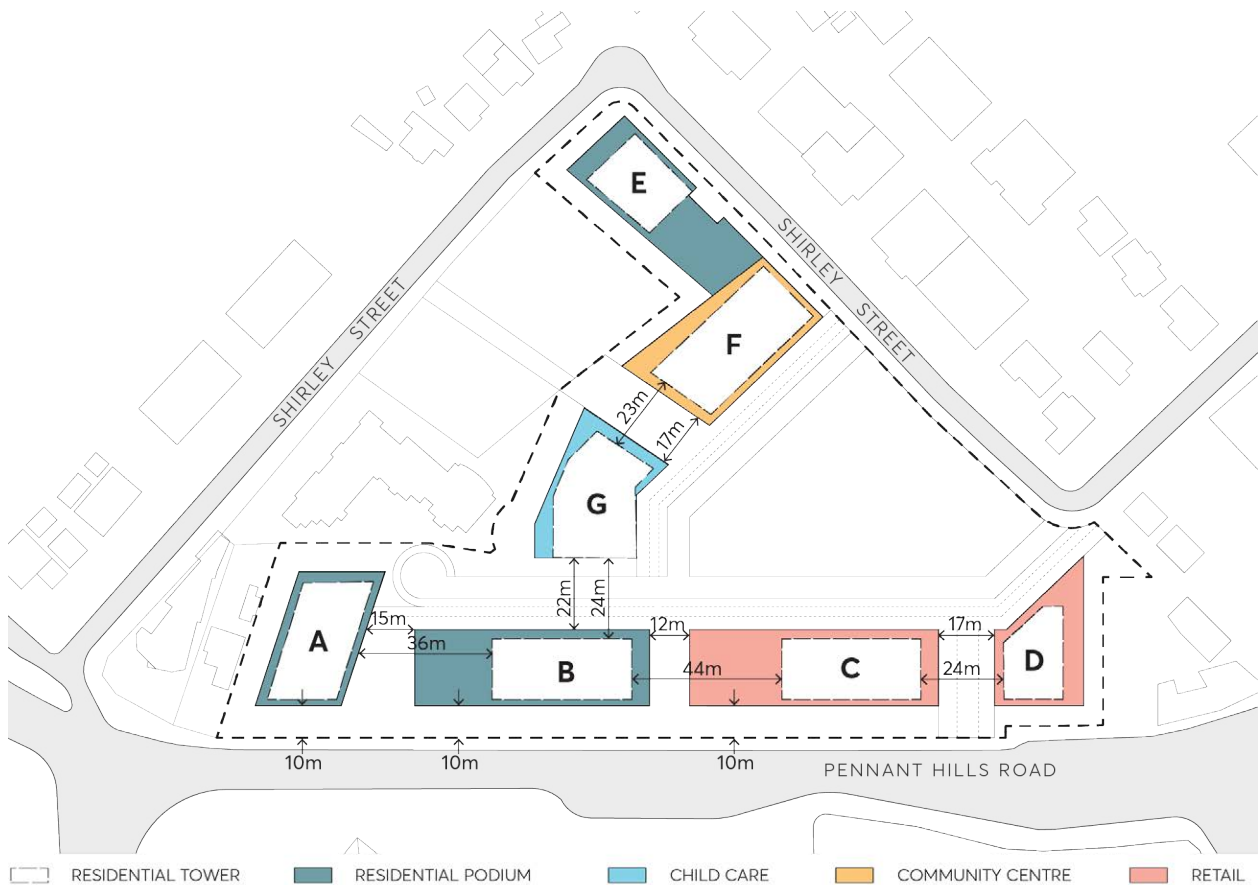 E
SHIRLEY STREET
F
SHIRLEY STREET
23m
17m
G
22m
24m
15m
12m
17m
A
36m
B
44m
C
24m
D
10m
10m
10m
PENNANT HILLS ROAD
RESIDENTIAL TOWER
RESIDENTIAL PODIUM
CHILD CARE
COMMUNITY CENTRE
RETAIL